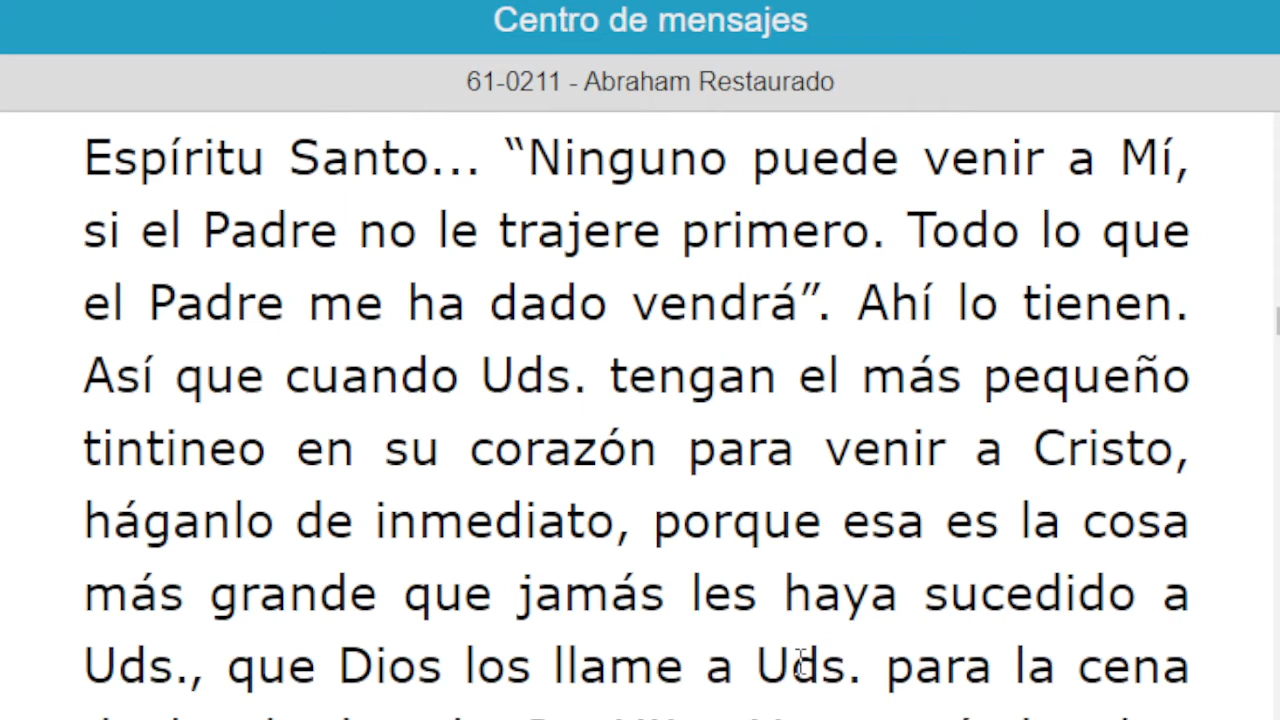 Centro de mensajes
61-0211 - Abraham Restaurado
Espíritu Santo... “Ninguno puede venir a Mí,
si el Padre no le trajere primero. Todo lo que
el Padre me ha dado vendrá”. Ahí lo tienen.
Así que cuando Uds. tengan el más pequeño
tintineo en su corazón para venir a Cristo,
háganlo de inmediato, porque esa es la cosa
más grande que jamás les haya sucedido a
Uds., que Dios los llame a Uds. para la cena